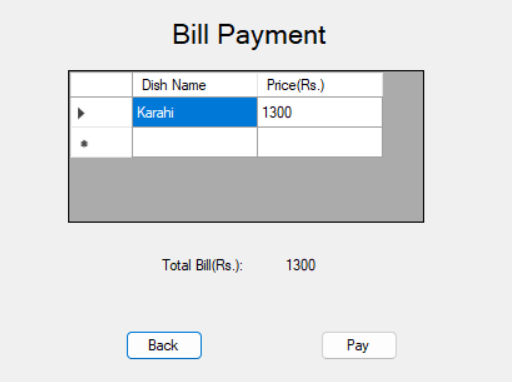 Bill Payment
Dish Name Price(Rs.)
Karahi 1300
Total Bill(Rs.): 1300
Back Pay